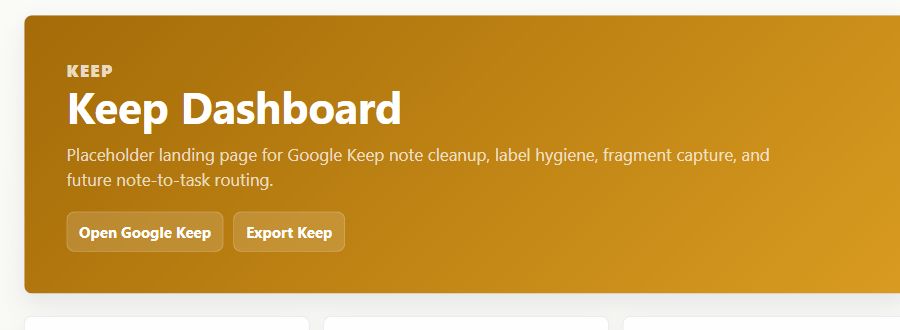 KEEP
Keep Dashboard
Placeholder landing page for Google Keep note cleanup, label hygiene, fragment capture, and
future note-to-task routing.
Open Google Keep
Export Keep